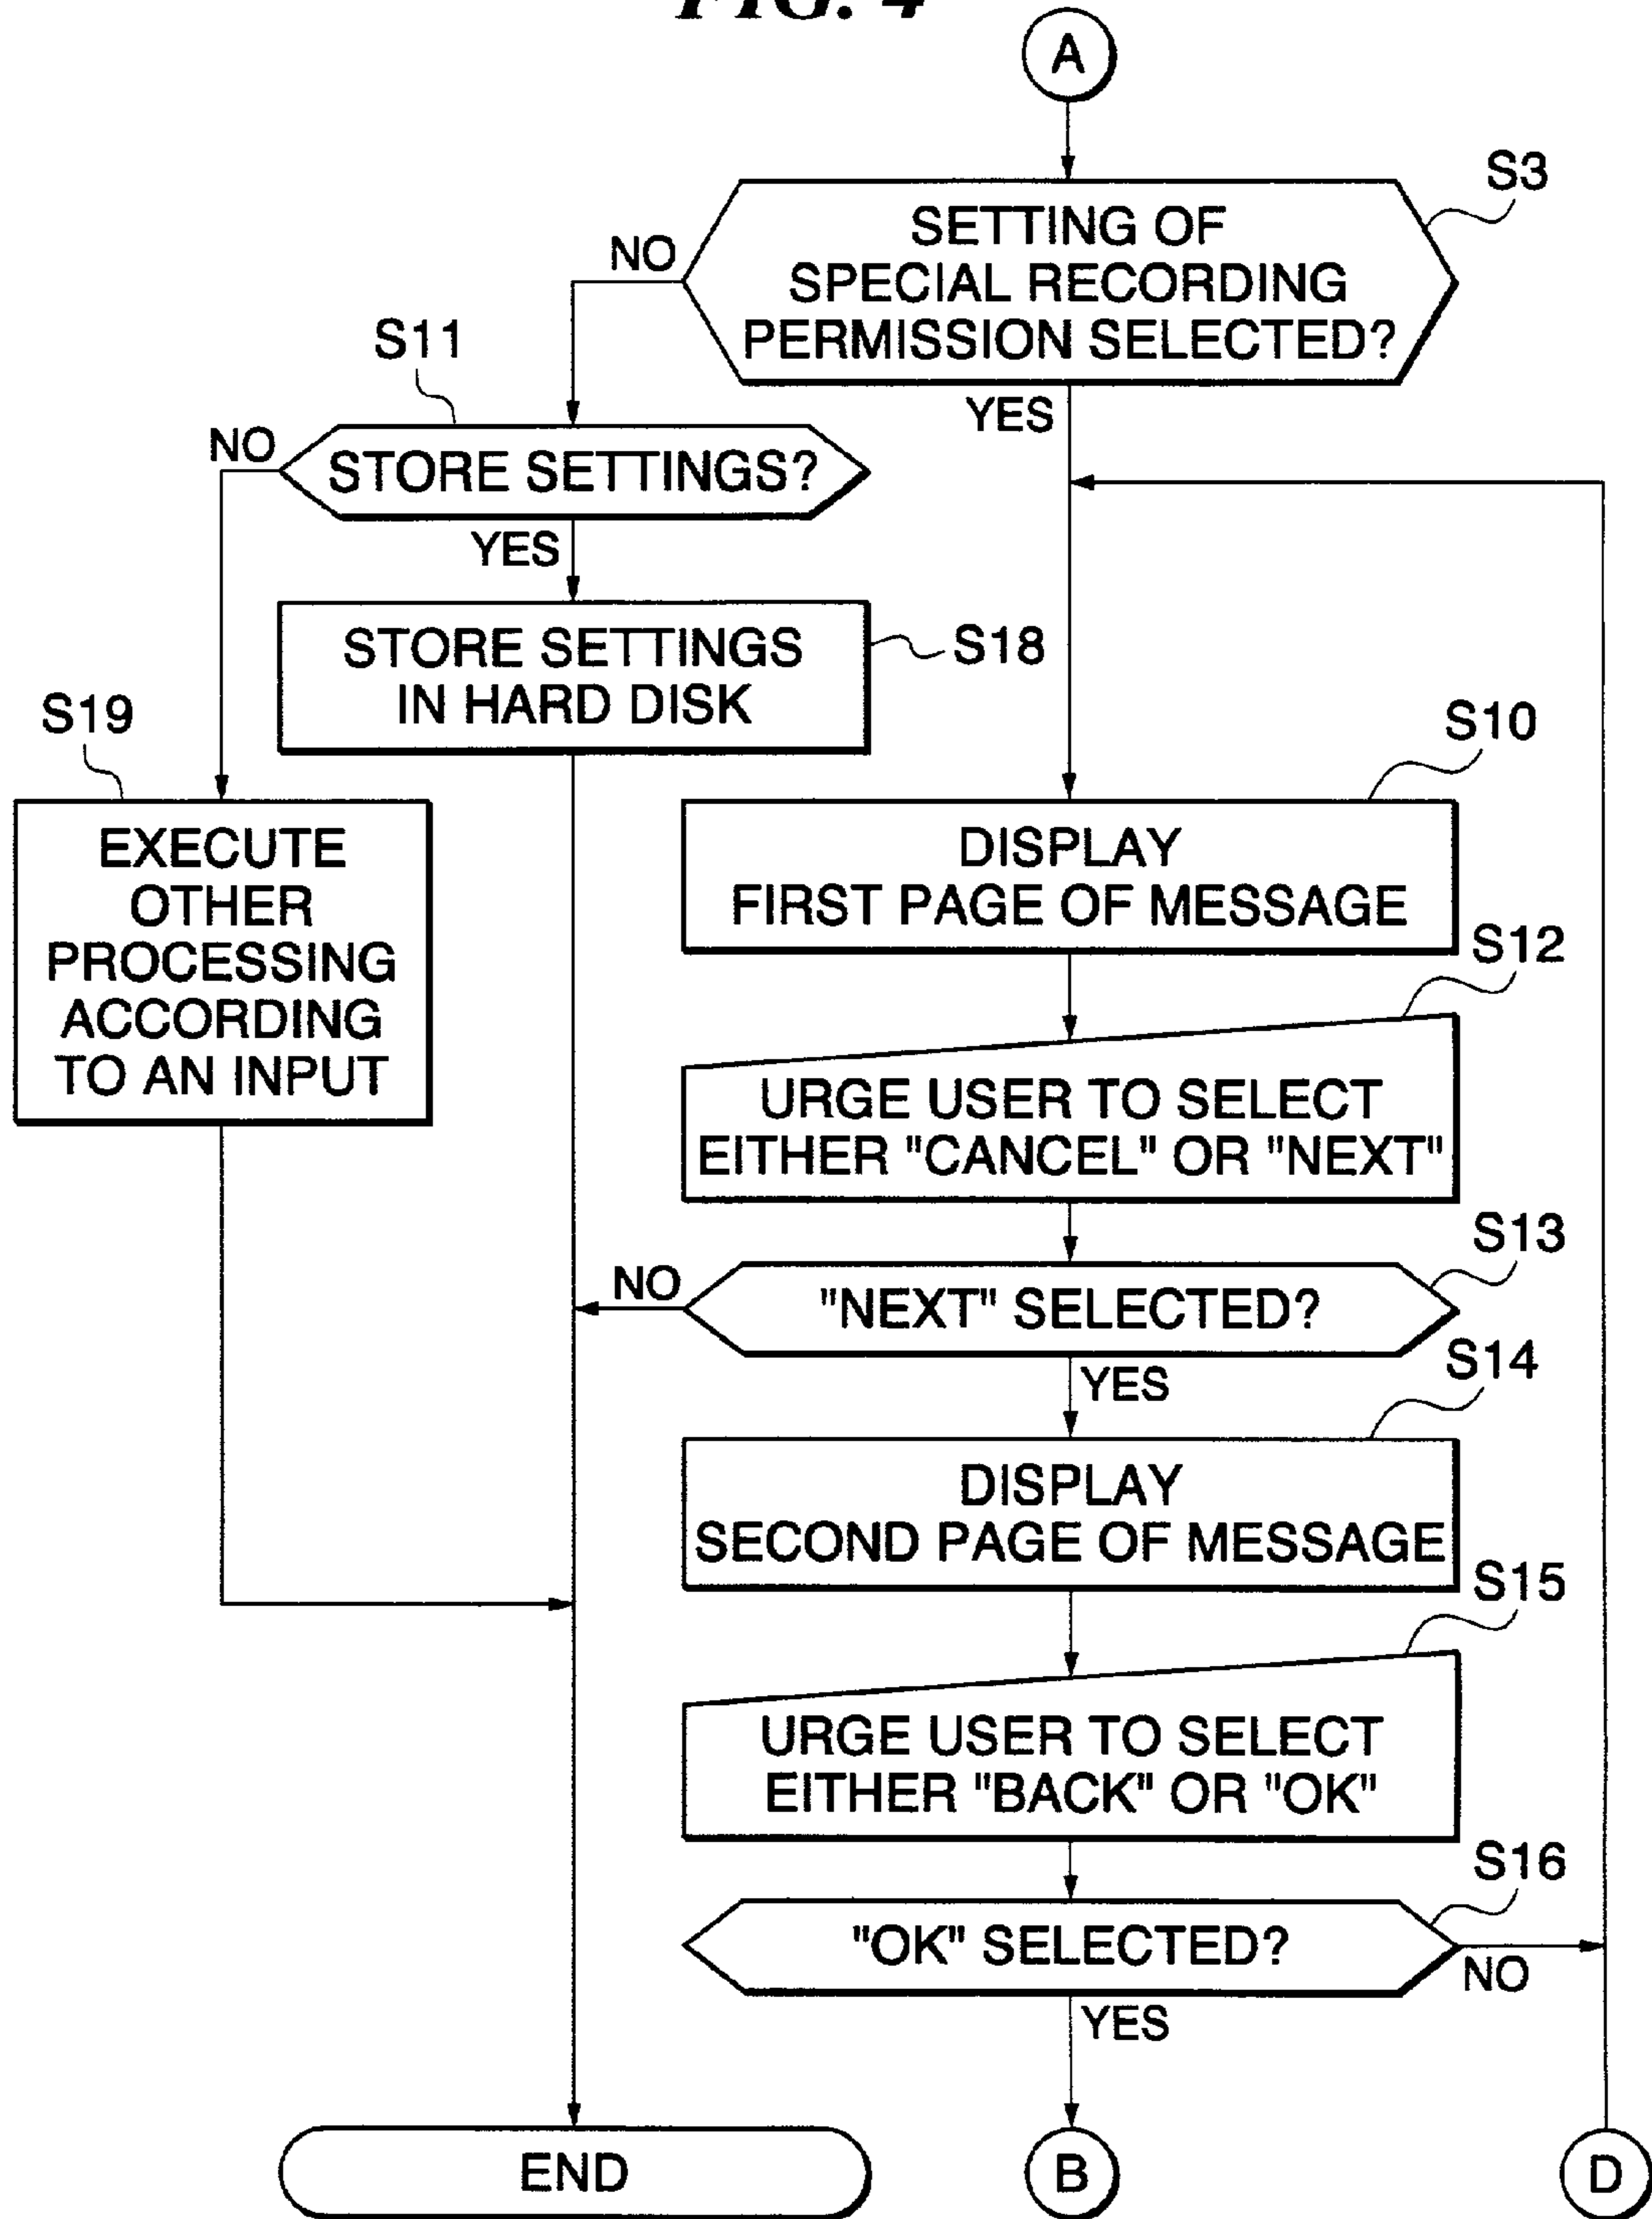 FIG. 4
A
S3
SETTING OF
SPECIAL RECORDING
PERMISSION SELECTED?
NO
YES
S11
STORE SETTINGS?
NO
YES
STORE SETTINGS
IN HARD DISK
S18
S19
EXECUTE
OTHER
PROCESSING
ACCORDING
TO AN INPUT
S10
DISPLAY
FIRST PAGE OF MESSAGE
S12
URGE USER TO SELECT
EITHER "CANCEL" OR "NEXT"
S13
"NEXT" SELECTED?
NO
YES
S14
DISPLAY
SECOND PAGE OF MESSAGE
S15
URGE USER TO SELECT
EITHER "BACK" OR "OK"
S16
"OK" SELECTED?
NO
YES
END
B
D